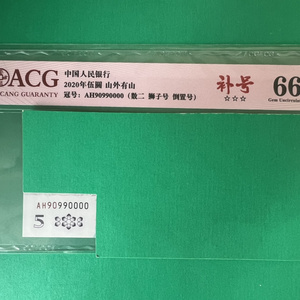 ACG
CANG GUARANTY
中国人民银行
2020年伍圆 山外有山
冠号: AH90990000 (数二 狮子号 倒置号)
补号
☆☆☆
66
Gem Uncirculated
AH90990000
5